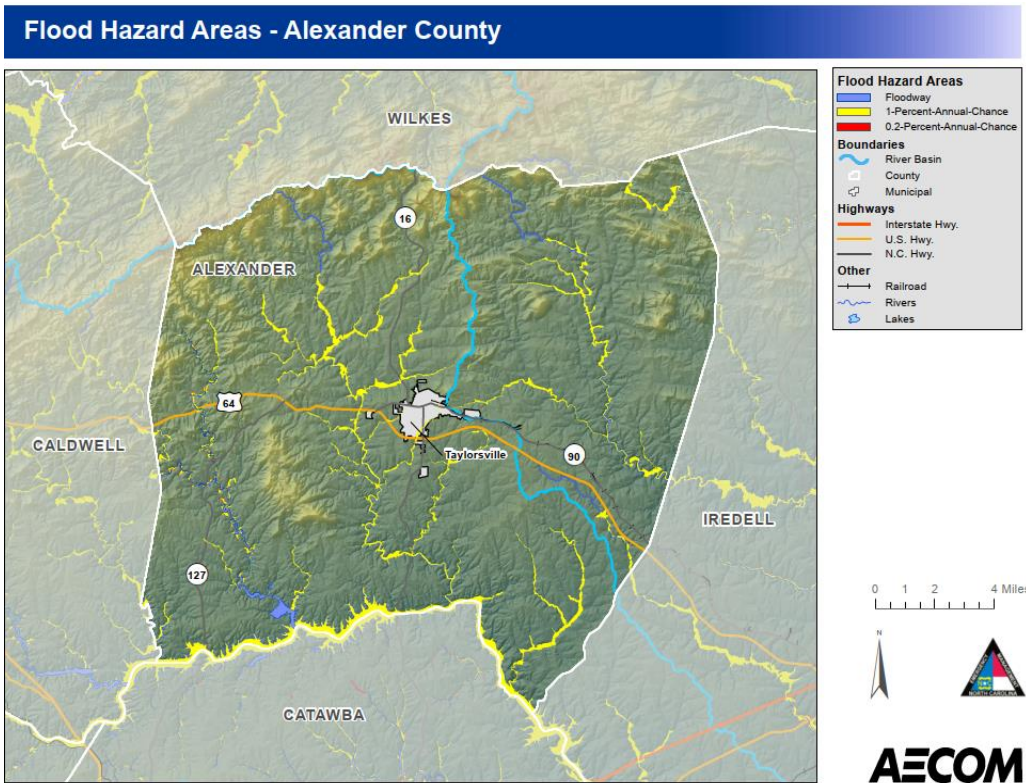 Flood Hazard Areas - Alexander County
WILKES
16
ALEXANDER
64
Taylorsville
CALDWELL
90
IREDELL
127
CATAWBA
Flood Hazard Areas
Floodway
1-Percent-Annual-Chance
0.2-Percent-Annual-Chance
Boundaries
River Basin
County
Municipal
Highways
Interstate Hwy.
U.S. Hwy.
N.C. Hwy.
Other
Railroad
Rivers
Lakes
0 1 2 4 Miles
N
NORTH CAROLINA
AECOM